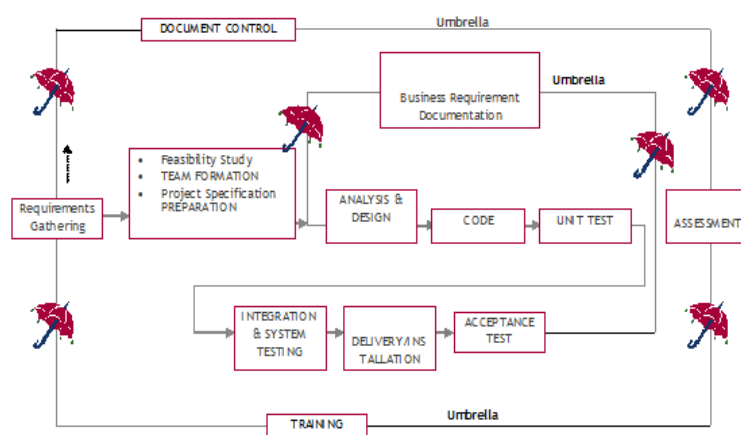 DOCUMENT CONTROL
Umbrella
Business Requirement
Documentation
Umbrella
• Feasibility Study
• TEAM FORMATION
• Project Specification
PREPARATION
Requirements
Gathering
ANALYSIS &
DESIGN
CODE
UNIT TEST
ASSESSMENT
INTEGRATION
& SYSTEM
TESTING
DELIVERY/INS
TALLATION
ACCEPTANCE
TEST
TRAINING
Umbrella